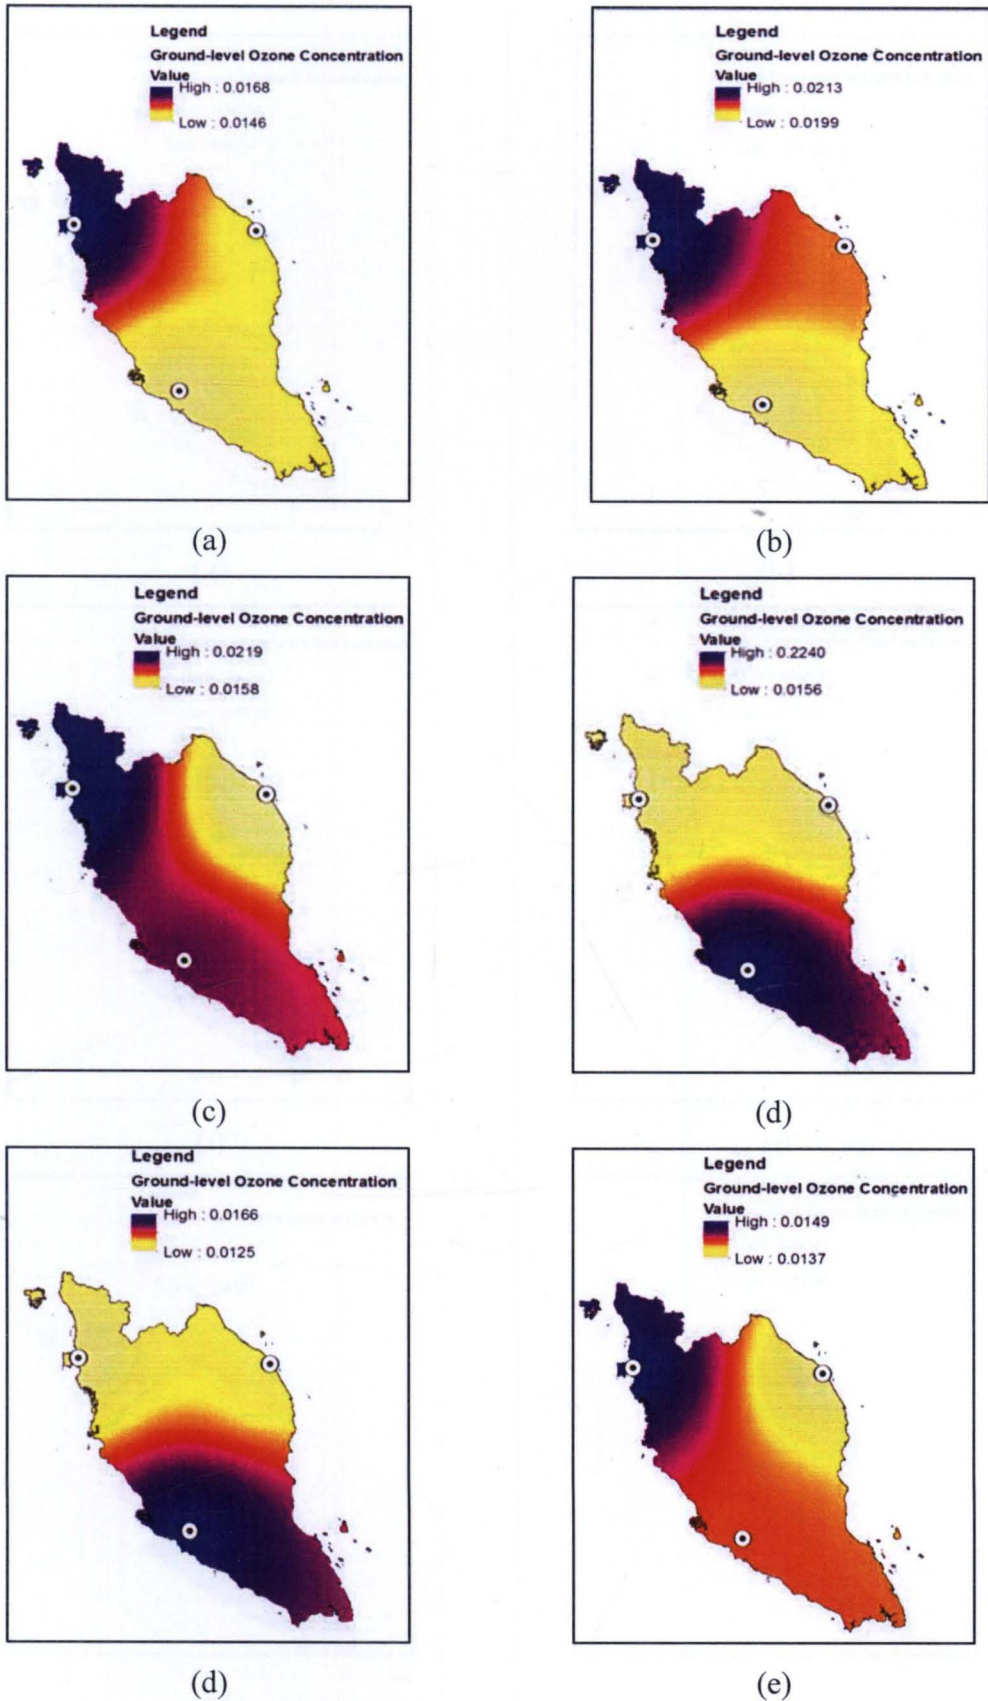 Legend
Ground-level Ozone Concentration
Value
High : 0.0168
Low : 0.0146
(a)
Legend
Ground-level Ozone Concentration
Value
High : 0.0213
Low : 0.0199
(b)
Legend
Ground-level Ozone Concentration
Value
High : 0.0219
Low : 0.0158
(c)
Legend
Ground-level Ozone Concentration
Value
High : 0.2240
Low : 0.0156
(d)
Legend
Ground-level Ozone Concentration
Value
High : 0.0166
Low : 0.0125
(d)
Legend
Ground-level Ozone Concentration
Value
High : 0.0149
Low : 0.0137
(e)